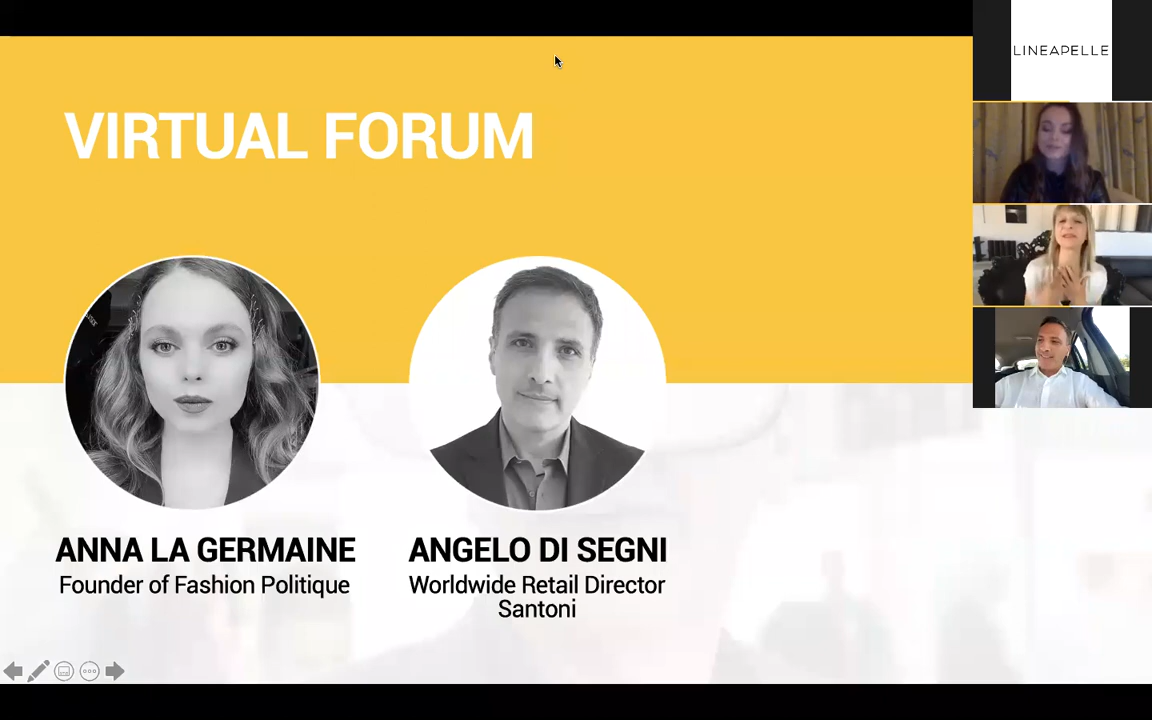 VIRTUAL FORUM
LINEAPELLE
ANNA LA GERMAINE
Founder of Fashion Politique
ANGELO DI SEGNI
Worldwide Retail Director
Santoni